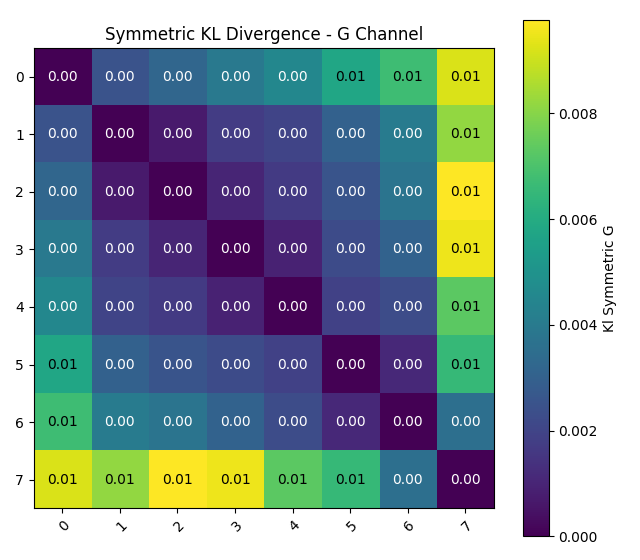 Symmetric KL Divergence - G Channel
0 0.00 0.00 0.00 0.00 0.00 0.01 0.01 0.01
1 0.00 0.00 0.00 0.00 0.00 0.00 0.00 0.01
2 0.00 0.00 0.00 0.00 0.00 0.00 0.00 0.01
3 0.00 0.00 0.00 0.00 0.00 0.00 0.00 0.01
4 0.00 0.00 0.00 0.00 0.00 0.00 0.00 0.01
5 0.01 0.00 0.00 0.00 0.00 0.00 0.00 0.01
6 0.01 0.00 0.00 0.00 0.00 0.00 0.00 0.00
7 0.01 0.01 0.01 0.01 0.01 0.01 0.00 0.00
0 1 2 3 4 5 6 7
0.008
0.006
0.004
0.002
0.000
Kl Symmetric G